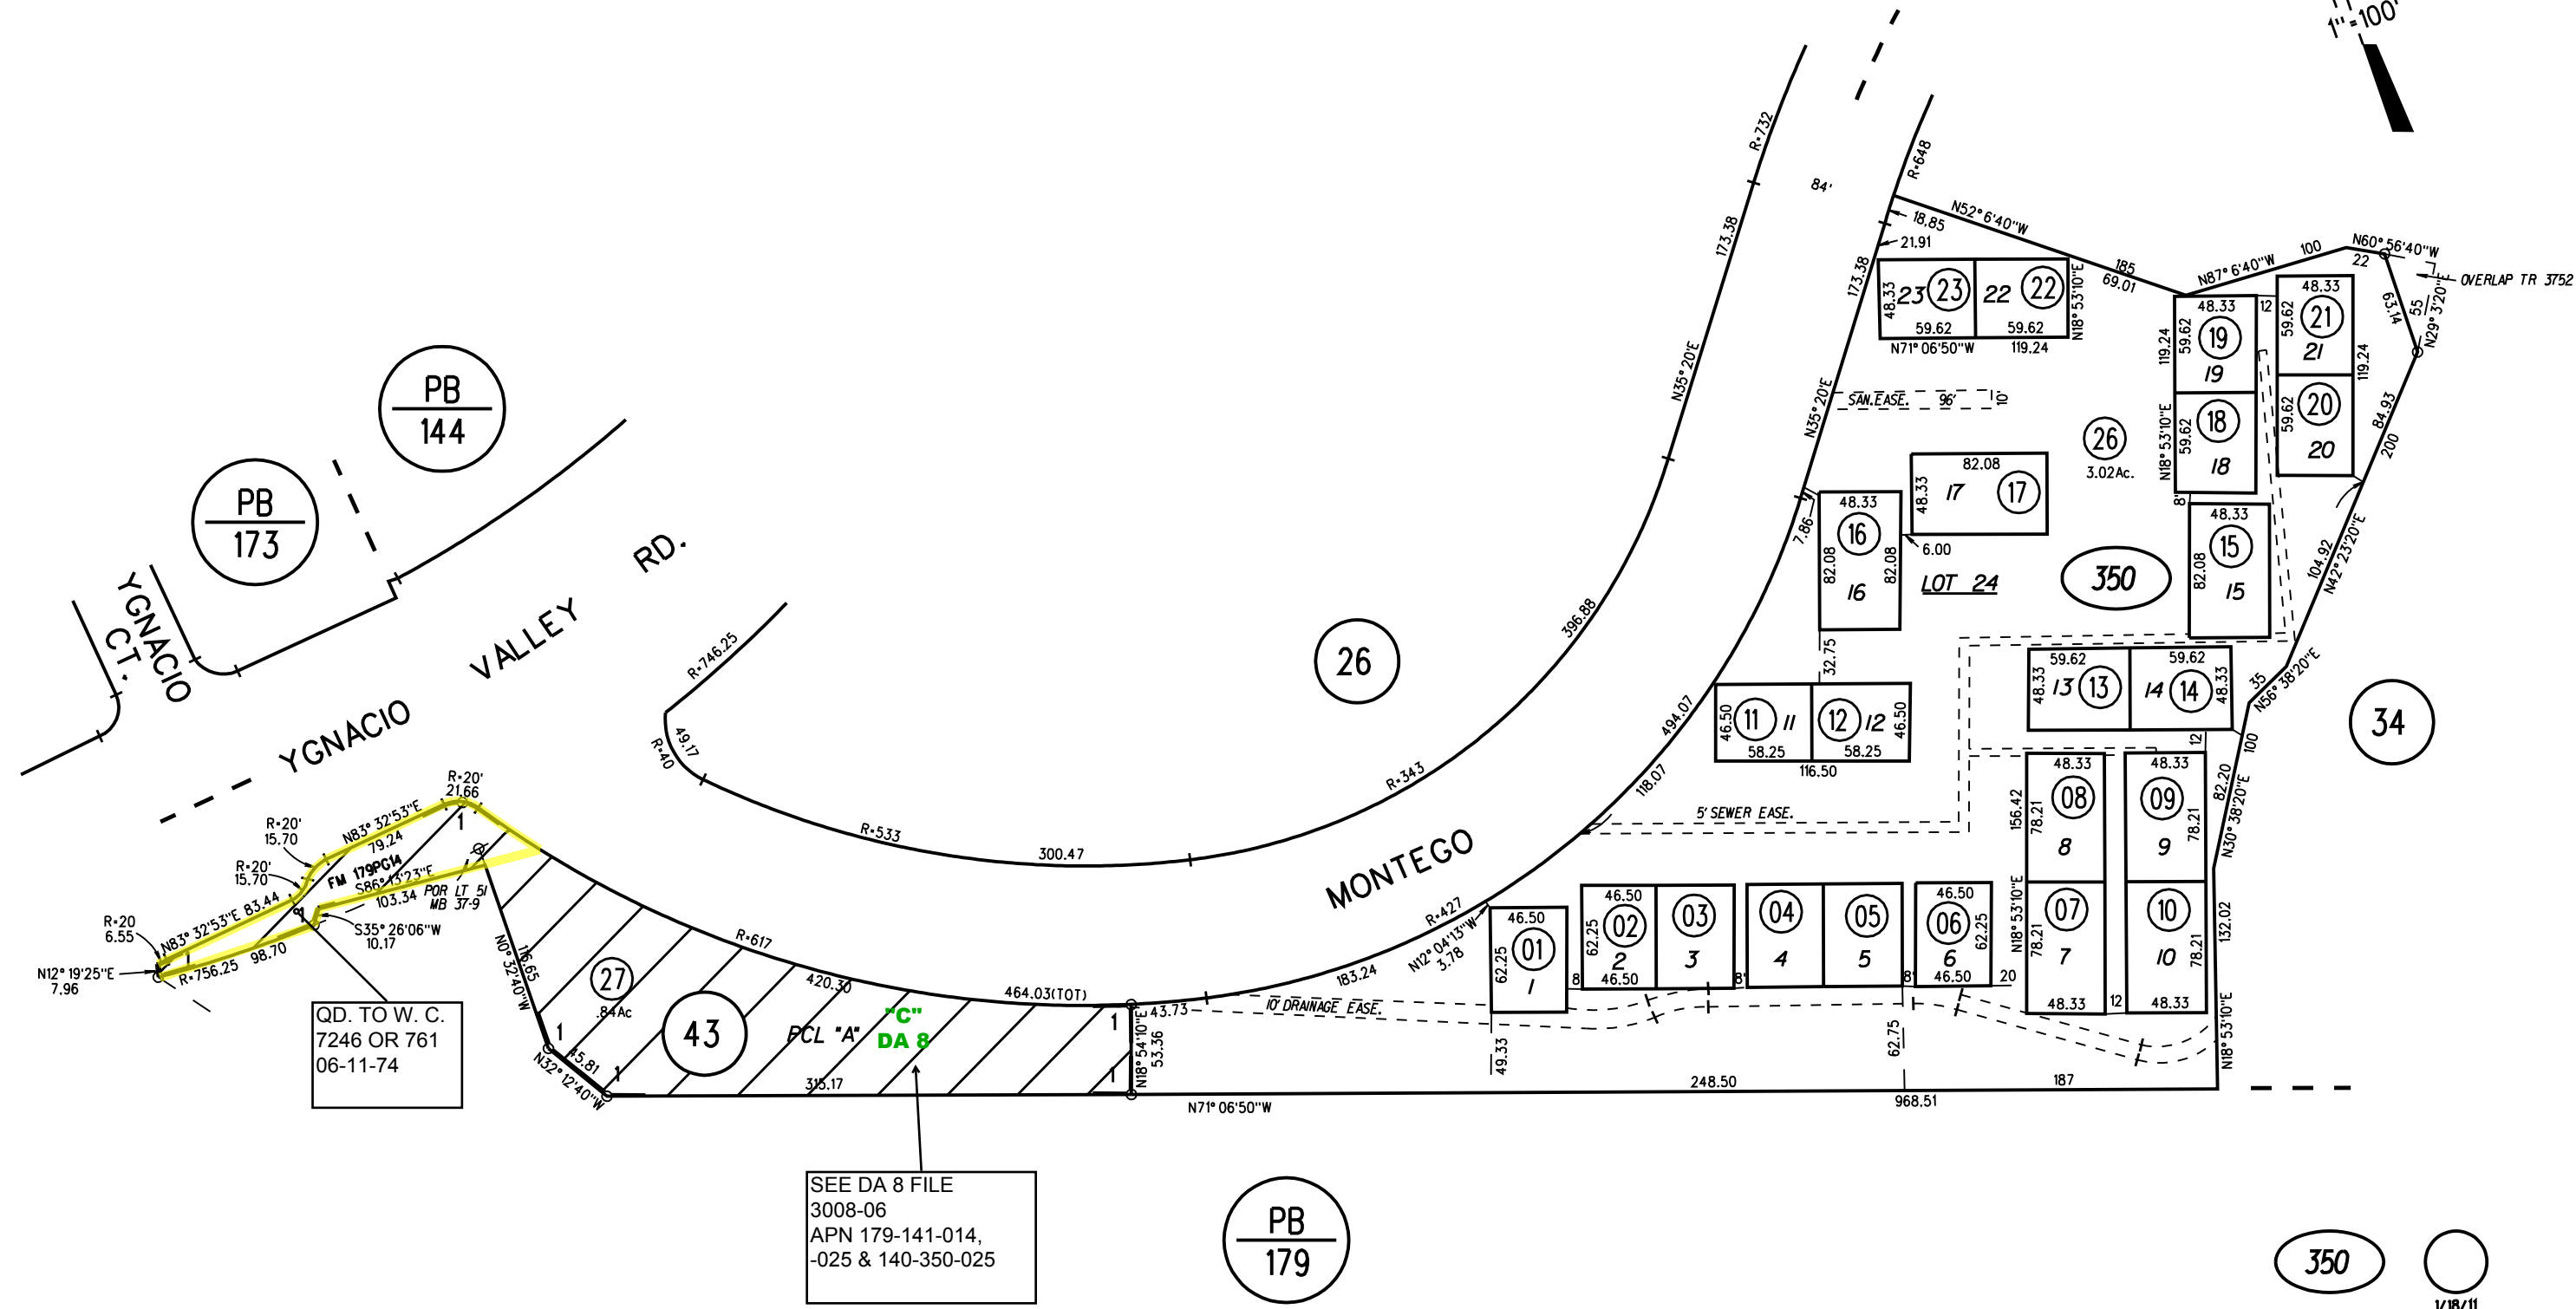 1"=100'
R=732
R=648
84'
173.38
18.85
21.91
N52°6'40"W
185
69.01
N87°6'40"W
100
N60°56'40"W
22
OVERLAP TR 3752
63.14
55
N29°3'20"E
173.38
N35°20'E
N35°20'E
48.33
23
23
22
22
59.62
59.62
N18°53'10"E
N71°06'50"W
119.24
48.33
12
119.24
59.62
19
19
N18°53'10"E
59.62
18
18
8'
48.33
59.62
21
21
119.24
59.62
20
20
84.93
200
SAN.EASE. 96'
10'
26
3.02Ac.
82.08
48.33
17
17
6.00
7.86
48.33
16
82.08
82.08
16
32.75
LOT 24
350
48.33
15
82.08
15
104.92
N42°23'20"E
PB
144
PB
173
YGNACIO
CT.
YGNACIO VALLEY RD.
R=746.25
49.17
R=40
26
396.88
R=343
R=533
300.47
494.07
118.07
46.50
11
11
12
12
46.50
58.25
58.25
116.50
59.62
59.62
48.33
13
13
14
14
48.33
35
N56°38'20"E
34
12
100
5' SEWER EASE.
48.33
08
156.42
78.21
8
48.33
09
78.21
9
82.20
N30°38'20"E
N18°53'10"E
07
78.21
7
48.33
12
10
10
78.21
48.33
132.02
N18°53'10"E
MONTEGO
R=427
N12°04'13"W
3.78
183.24
46.50
01
62.25
1
8
46.50
02
62.25
2
46.50
03
3
8'
46.50
04
4
05
5
8'
46.50
06
62.25
6
46.50
20
10' DRAINAGE EASE.
43.73
49.33
62.75
248.50
187
968.51
N71°06'50"W
R=20'
21.66
N83°32'53"E
79.24
R=20'
15.70
R=20'
15.70
FM 179PG14
S86°13'23"E
103.34
POR LT 51
MB 37-9
1
1
2
N83°32'53"E 83.44
R=20
6.55
S35°26'06"W
10.17
98.70
R=756.25
N12°19'25"E
7.96
1
QD. TO W. C.
7246 OR 761
06-11-74
N0°32'40"W
116.65
R=617
420.30
464.03(TOT)
27
.84Ac
43
PCL "A"
"C"
DA 8
1
45.81
N32°12'40"W
1
315.17
1
1
N18°54'10"E
53.36
SEE DA 8 FILE
3008-06
APN 179-141-014,
-025 & 140-350-025
PB
179
350
1/18/11